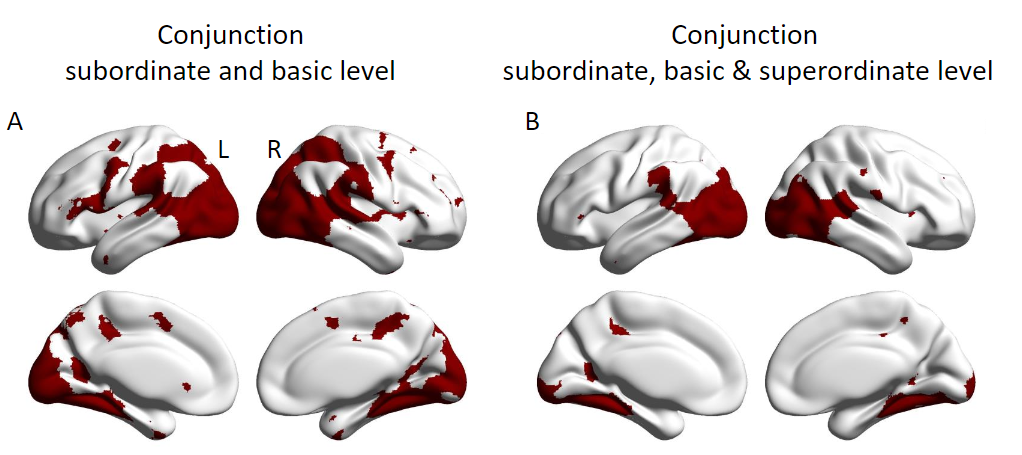 Conjunction
subordinate and basic level
Conjunction
subordinate, basic & superordinate level
A
L
R
B